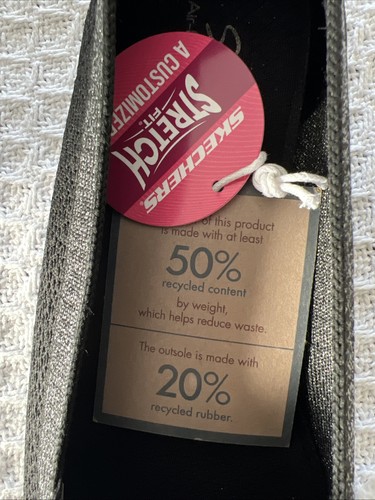 SKECHERS
STRETCH
FIT.
A CUSTOMIZE
SKECHERS.
of this product
is made with at least
50%
recycled content
by weight,
which helps reduce waste.
The outsole is made with
20%
recycled rubber.